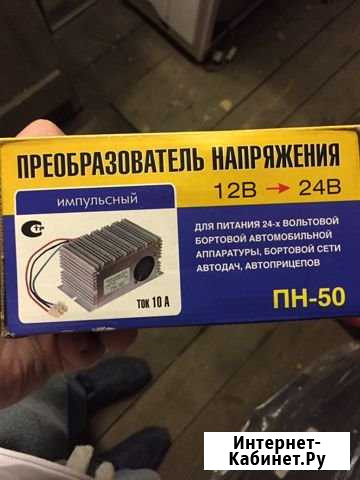 ПРЕОБРАЗОВАТЕЛЬ НАПРЯЖЕНИЯ
ИМПУЛЬСНЫЙ
12В → 24В
ДЛЯ ПИТАНИЯ 24-х ВОЛЬТОВОЙ
БОРТОВОЙ АВТОМОБИЛЬНОЙ
АППАРАТУРЫ, БОРТОВОЙ СЕТИ
АВТОДАЧ, АВТОПРИЦЕПОВ
ТОК 10 А
ПН-50
Интернет-
Кабинет.Ру